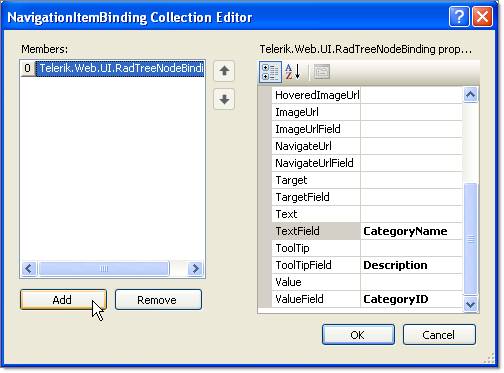 NavigationItemBinding Collection Editor
Members:
0 Telerik.Web.UI.RadTreeNodeBindi
Add
Remove
Telerik.Web.UI.RadTreeNodeBinding prop...
HoveredImageUrl
ImageUrl
ImageUrlField
NavigateUrl
NavigateUrlField
Target
TargetField
Text
TextField CategoryName
ToolTip
ToolTipField Description
Value
ValueField CategoryID
OK
Cancel